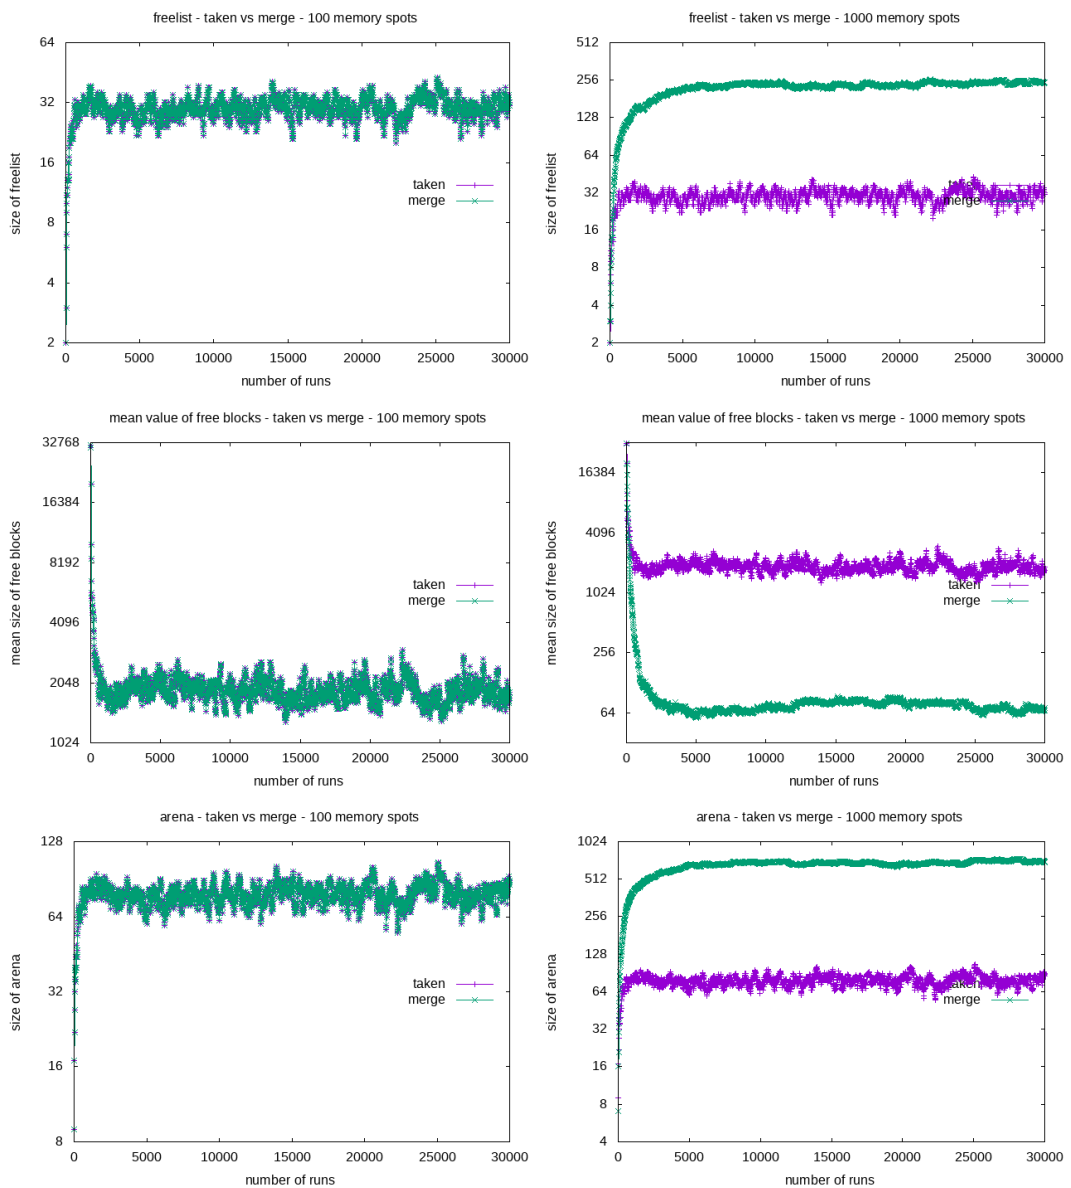 freelist - taken vs merge - 100 memory spots
64
32
16
8
4
2
size of freelist
taken
merge
0 5000 10000 15000 20000 25000 30000
number of runs
freelist - taken vs merge - 1000 memory spots
512
256
128
64
32
16
8
4
2
size of freelist
taken
merge
0 5000 10000 15000 20000 25000 30000
number of runs
mean value of free blocks - taken vs merge - 100 memory spots
32768
16384
8192
4096
2048
1024
mean size of free blocks
taken
merge
0 5000 10000 15000 20000 25000 30000
number of runs
mean value of free blocks - taken vs merge - 1000 memory spots
16384
4096
1024
256
64
mean size of free blocks
taken
merge
0 5000 10000 15000 20000 25000 30000
number of runs
arena - taken vs merge - 100 memory spots
128
64
32
16
8
size of arena
taken
merge
0 5000 10000 15000 20000 25000 30000
number of runs
arena - taken vs merge - 1000 memory spots
1024
512
256
128
64
32
16
8
4
size of arena
taken
merge
0 5000 10000 15000 20000 25000 30000
number of runs